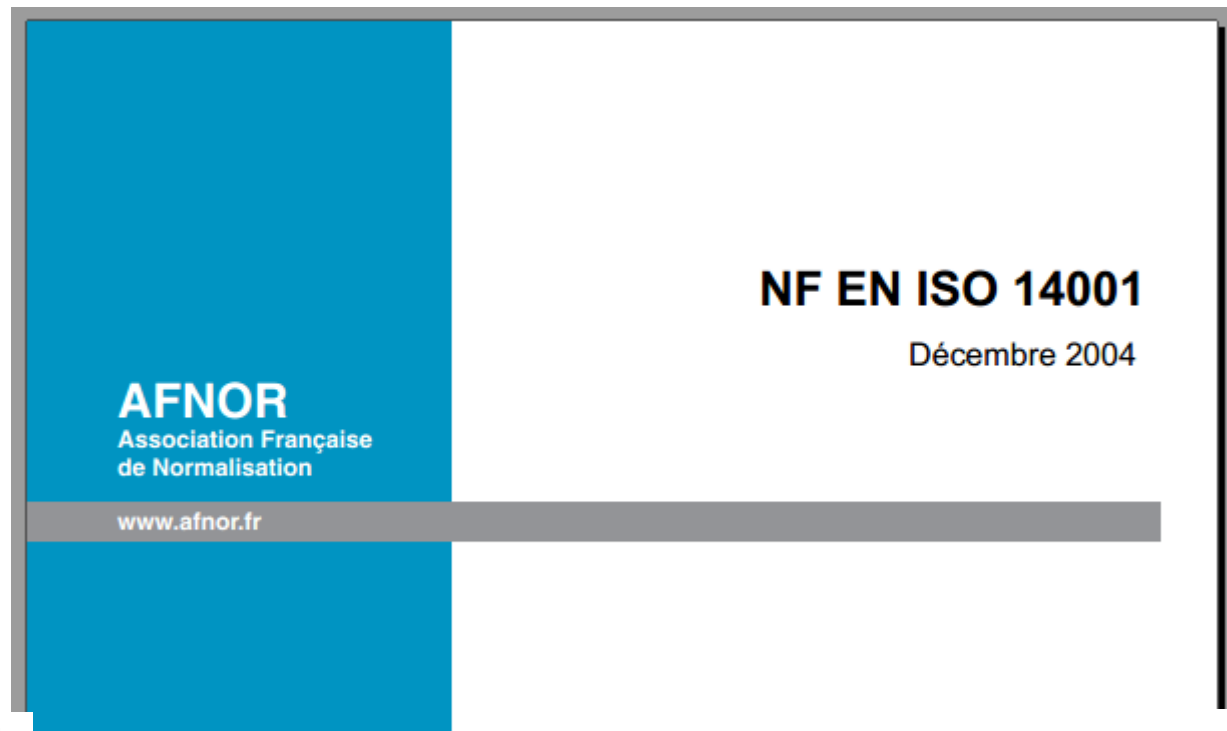 NF EN ISO 14001
Décembre 2004
AFNOR
Association Française
de Normalisation
www.afnor.fr